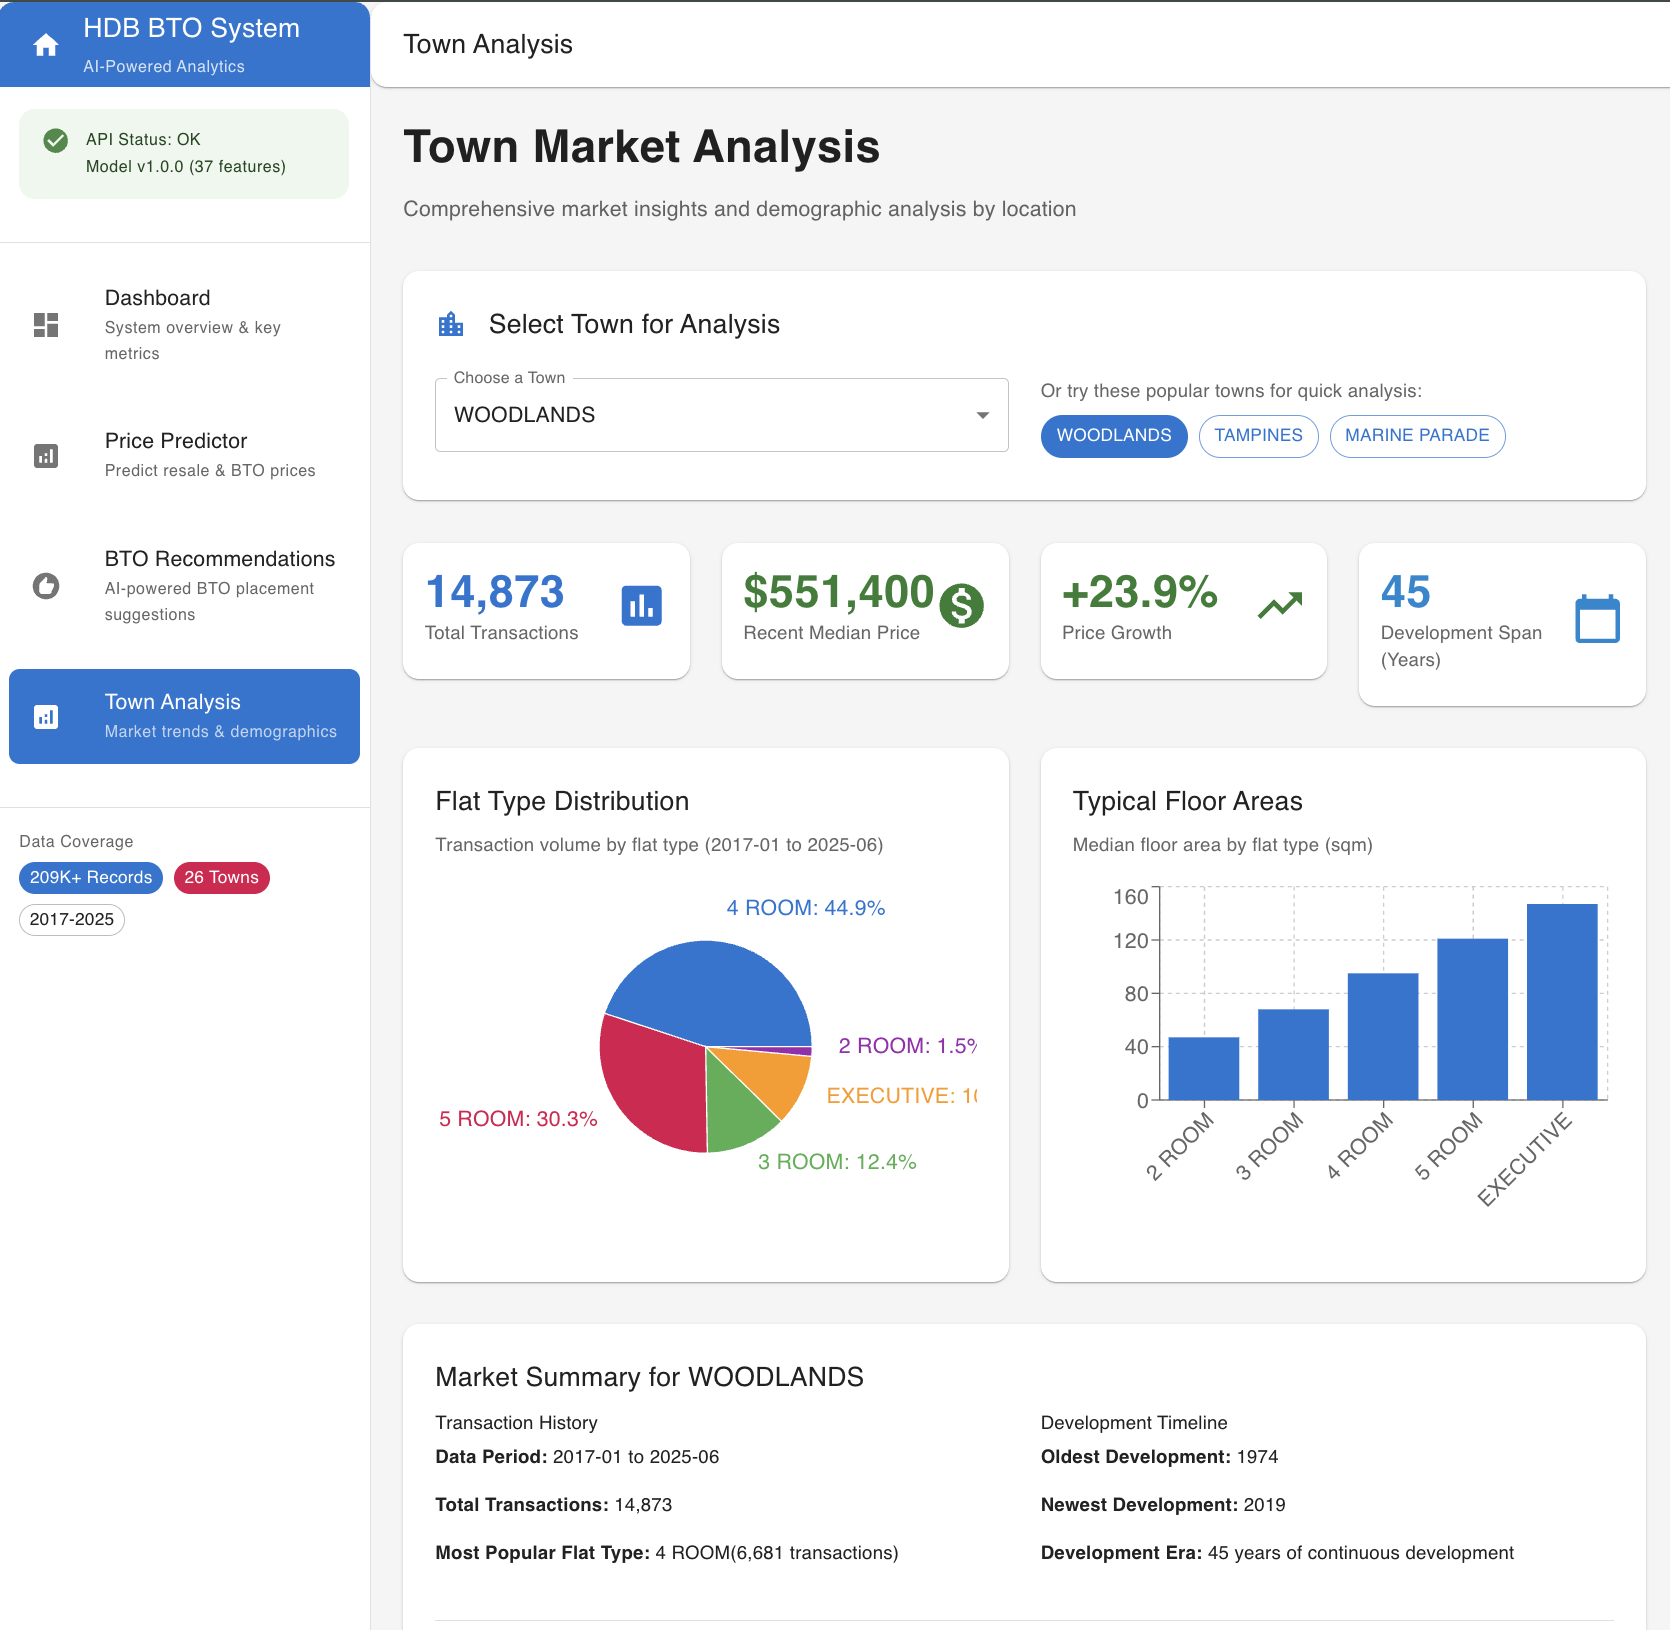 HDB BTO System
AI-Powered Analytics
API Status: OK
Model v1.0.0 (37 features)
Dashboard
System overview & key
metrics
Price Predictor
Predict resale & BTO prices
BTO Recommendations
AI-powered BTO placement
suggestions
Town Analysis
Market trends & demographics
Data Coverage
209K+ Records
26 Towns
2017-2025
Town Analysis
Town Market Analysis
Comprehensive market insights and demographic analysis by location
Select Town for Analysis
Choose a Town
WOODLANDS
Or try these popular towns for quick analysis:
WOODLANDS
TAMPINES
MARINE PARADE
14,873
Total Transactions
$551,400
Recent Median Price
+23.9%
Price Growth
45
Development Span
(Years)
Flat Type Distribution
Transaction volume by flat type (2017-01 to 2025-06)
4 ROOM: 44.9%
2 ROOM: 1.5%
EXECUTIVE:
5 ROOM: 30.3%
3 ROOM: 12.4%
Typical Floor Areas
Median floor area by flat type (sqm)
160
120
80
40
0
2 ROOM
3 ROOM
4 ROOM
5 ROOM
EXECUTIVE
Market Summary for WOODLANDS
Transaction History
Data Period: 2017-01 to 2025-06
Total Transactions: 14,873
Most Popular Flat Type: 4 ROOM(6,681 transactions)
Development Timeline
Oldest Development: 1974
Newest Development: 2019
Development Era: 45 years of continuous development